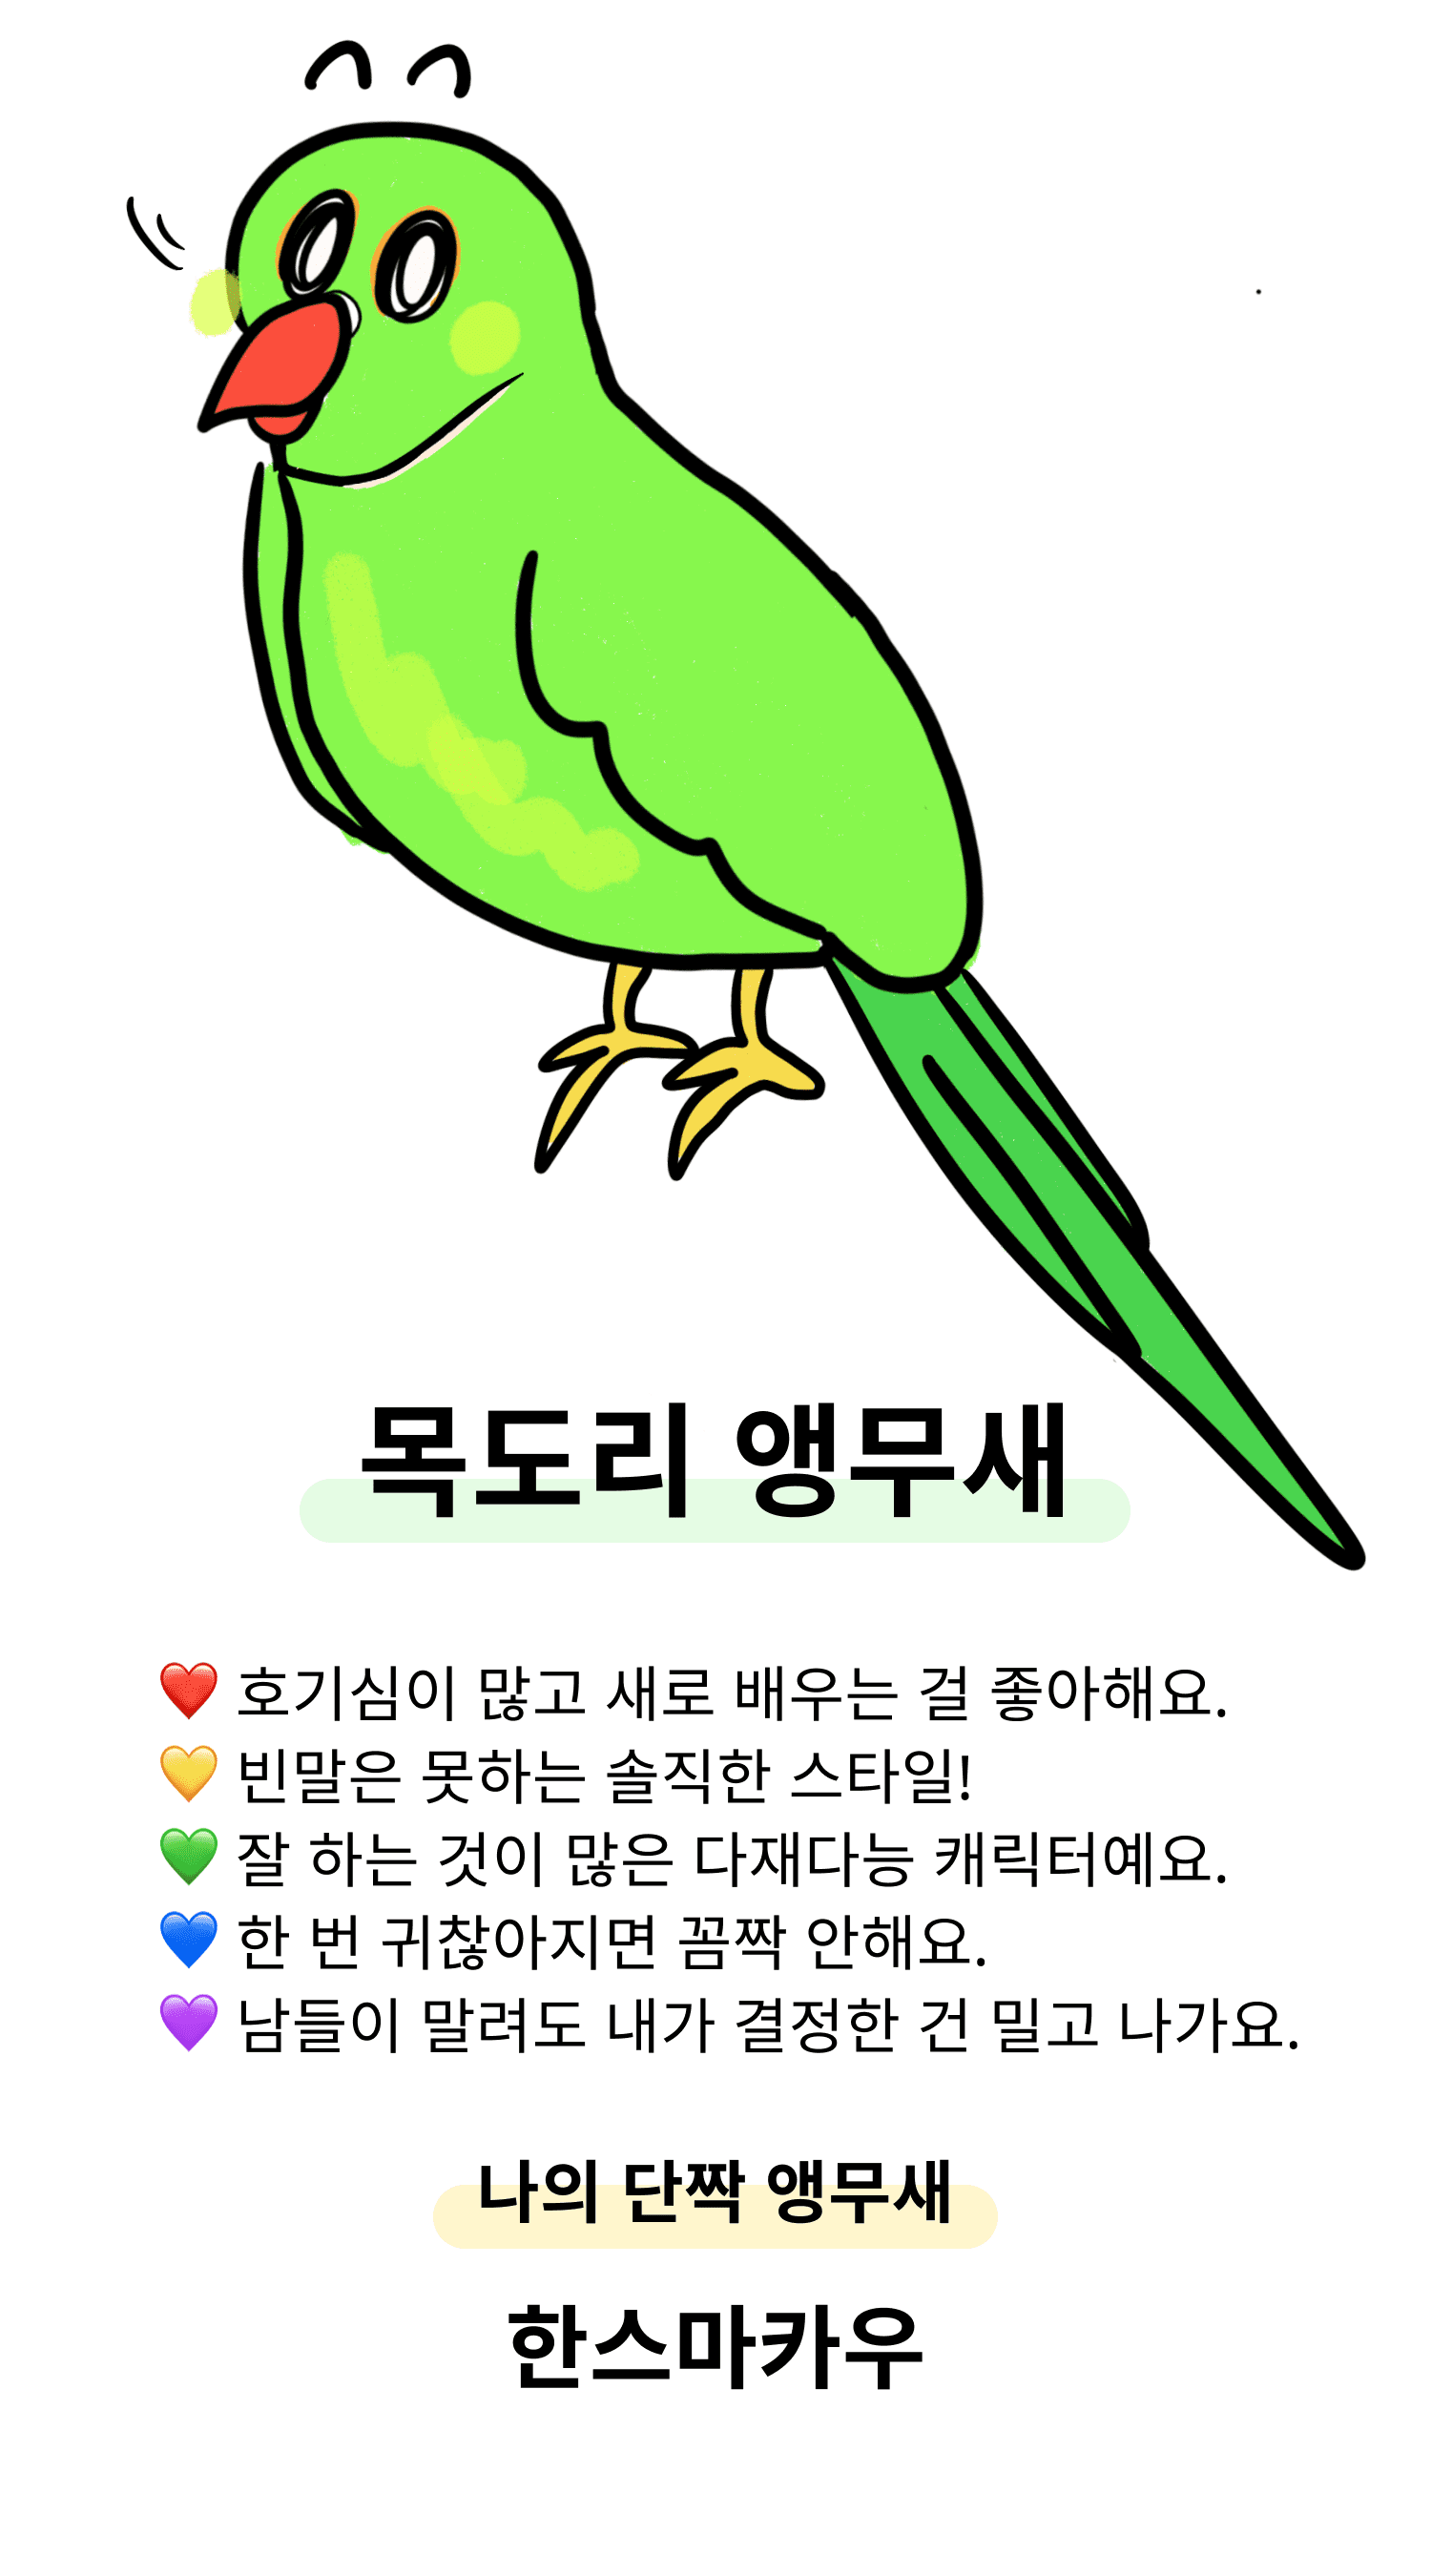 목도리 앵무새
❤️ 호기심이 많고 새로 배우는 걸 좋아해요.
💛 빈말은 못하는 솔직한 스타일!
💚 잘 하는 것이 많은 다재다능 캐릭터예요.
💙 한 번 귀찮아지면 꼼짝 안해요.
💜 남들이 말려도 내가 결정한 건 밀고 나가요.
나의 단짝 앵무새
한스마카우